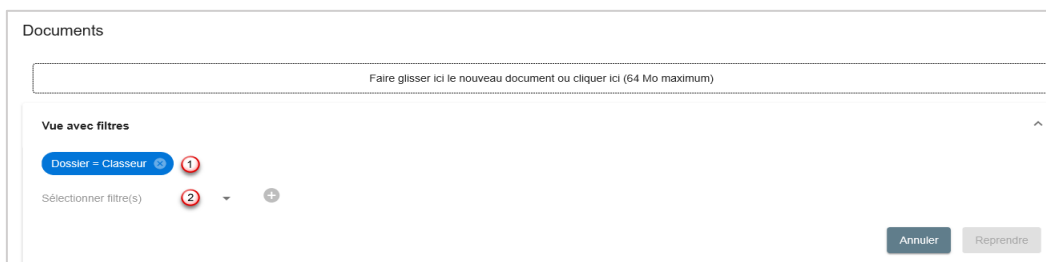 Documents
Faire glisser ici le nouveau document ou cliquer ici (64 Mo maximum)
Vue avec filtres
Dossier = Classeur 1
Sélectionner filtre(s) 2
Annuler Reprendre